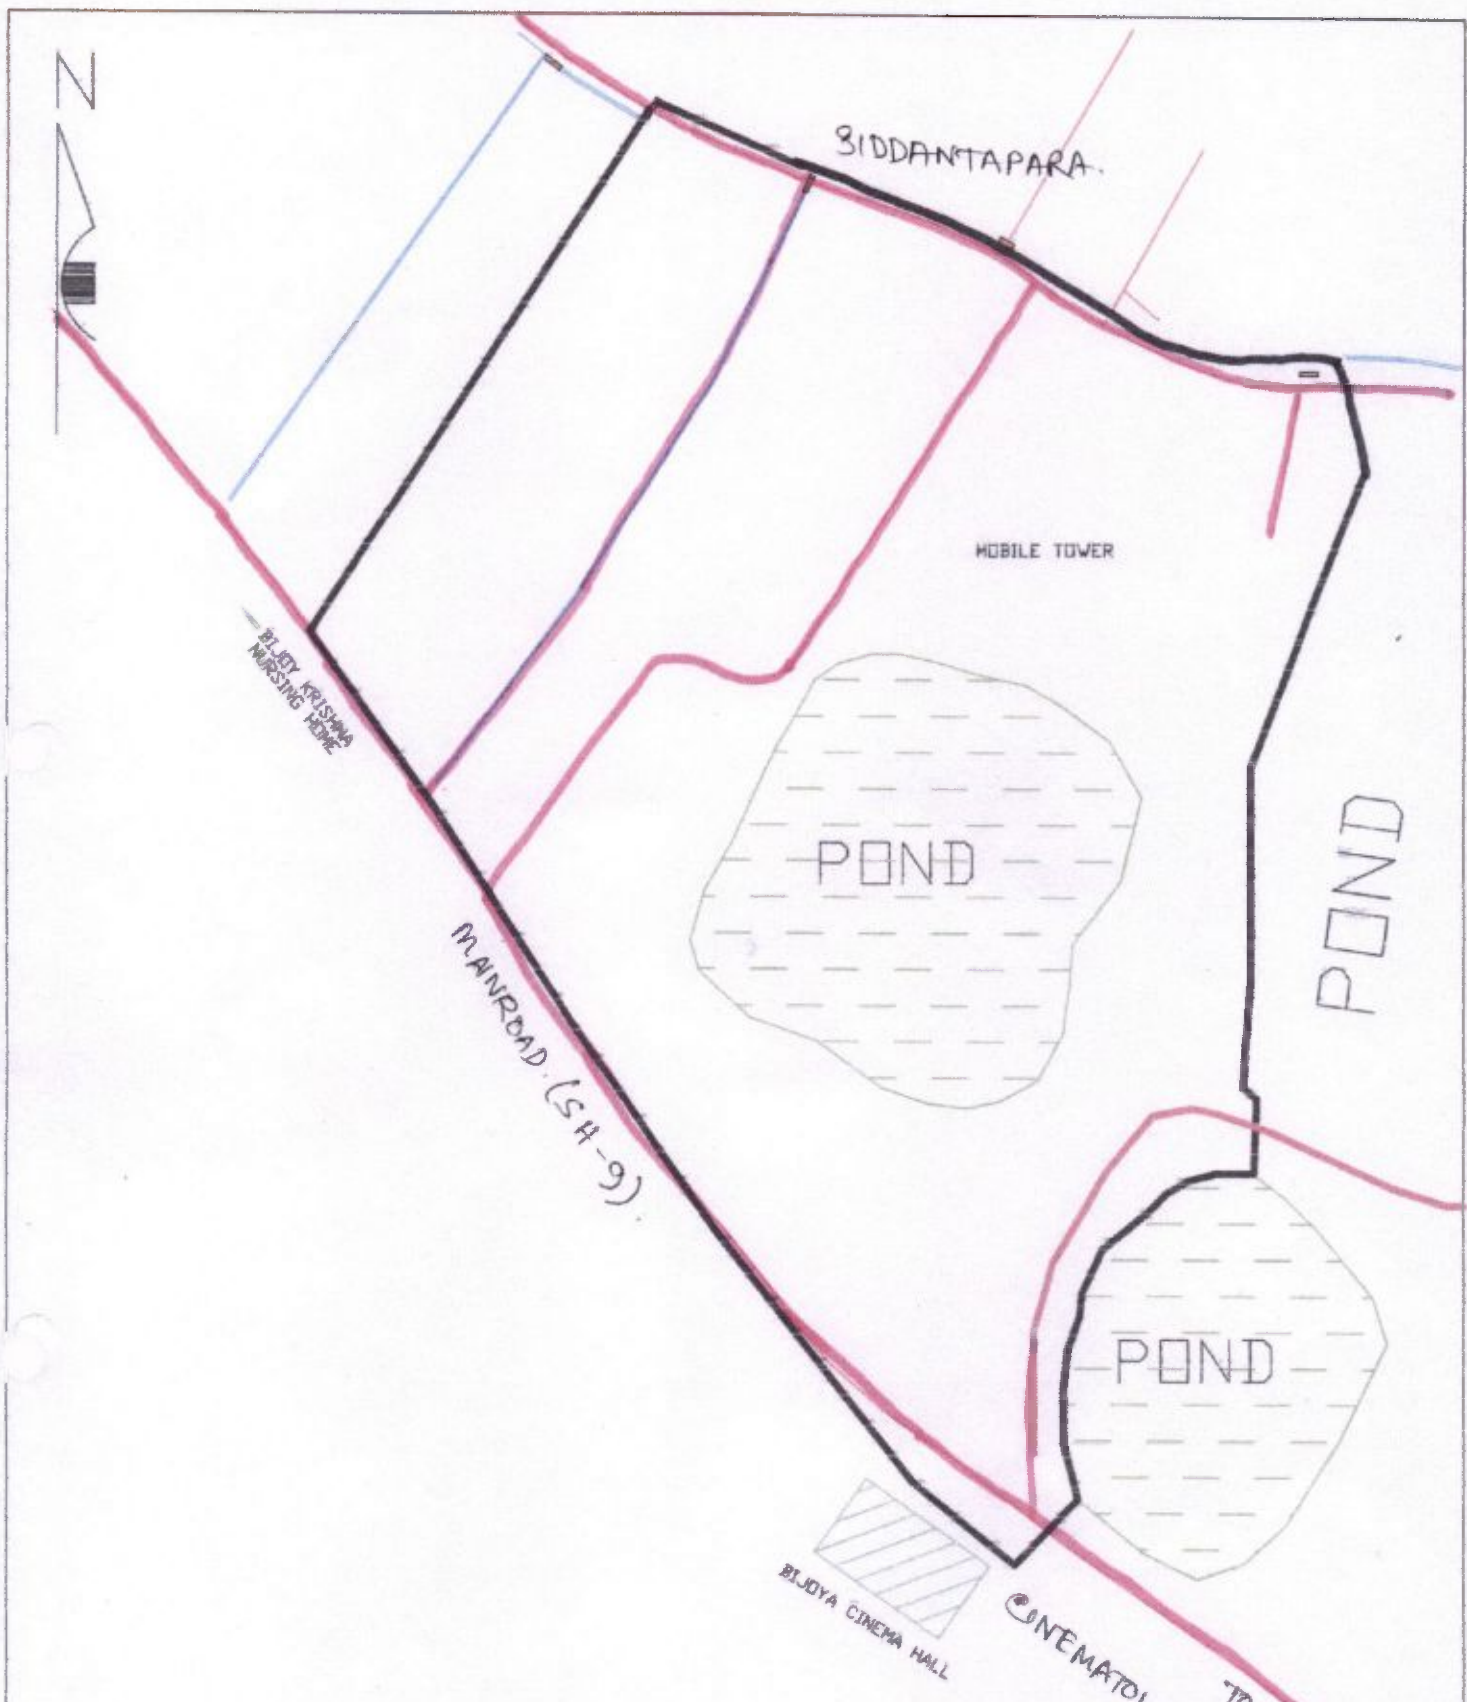 N
SIDDANTAPARA.
MOBILE TOWER
BIJOY KRISHNA
NURSING HOME
POND
POND
MAINROAD.(SH-9).
POND
BIJOYA CINEMA HALL